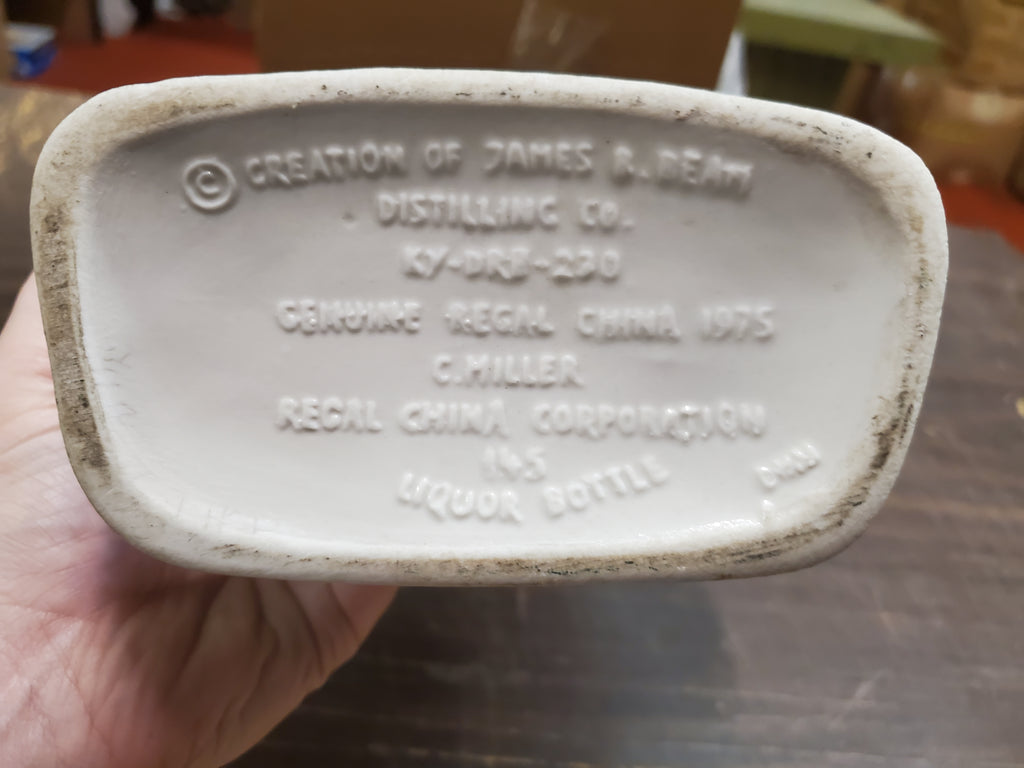 © CREATION OF JAMES B. BEAM
DISTILLING CO.
KY-DRB-230
GENUINE REGAL CHINA 1975
C. MILLER
REGAL CHINA CORPORATION
145
LIQUOR BOTTLE